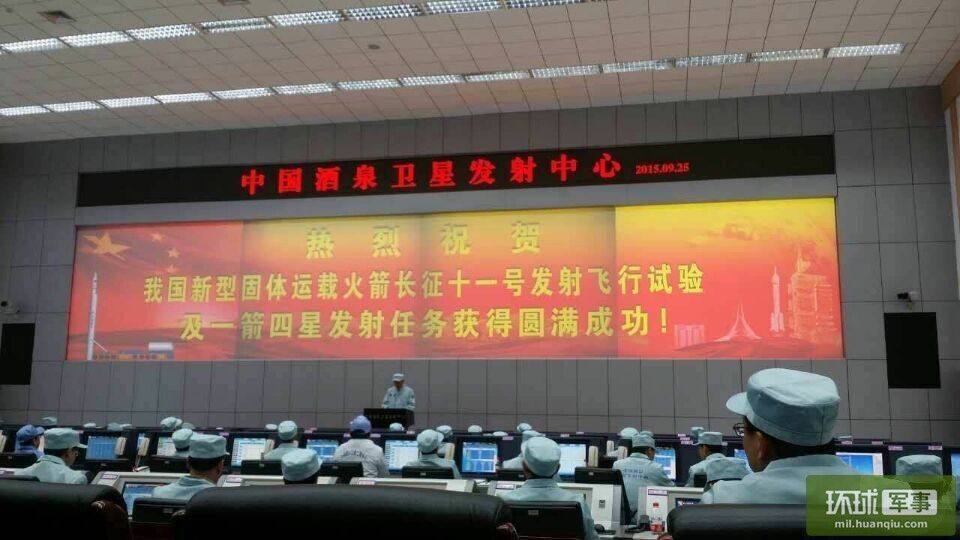 中国酒泉卫星发射中心 2015.09.25
热烈祝贺
我国新型固体运载火箭长征十一号发射飞行试验
及一箭四星发射任务获得圆满成功！
环球军事
mil.huanqiu.com